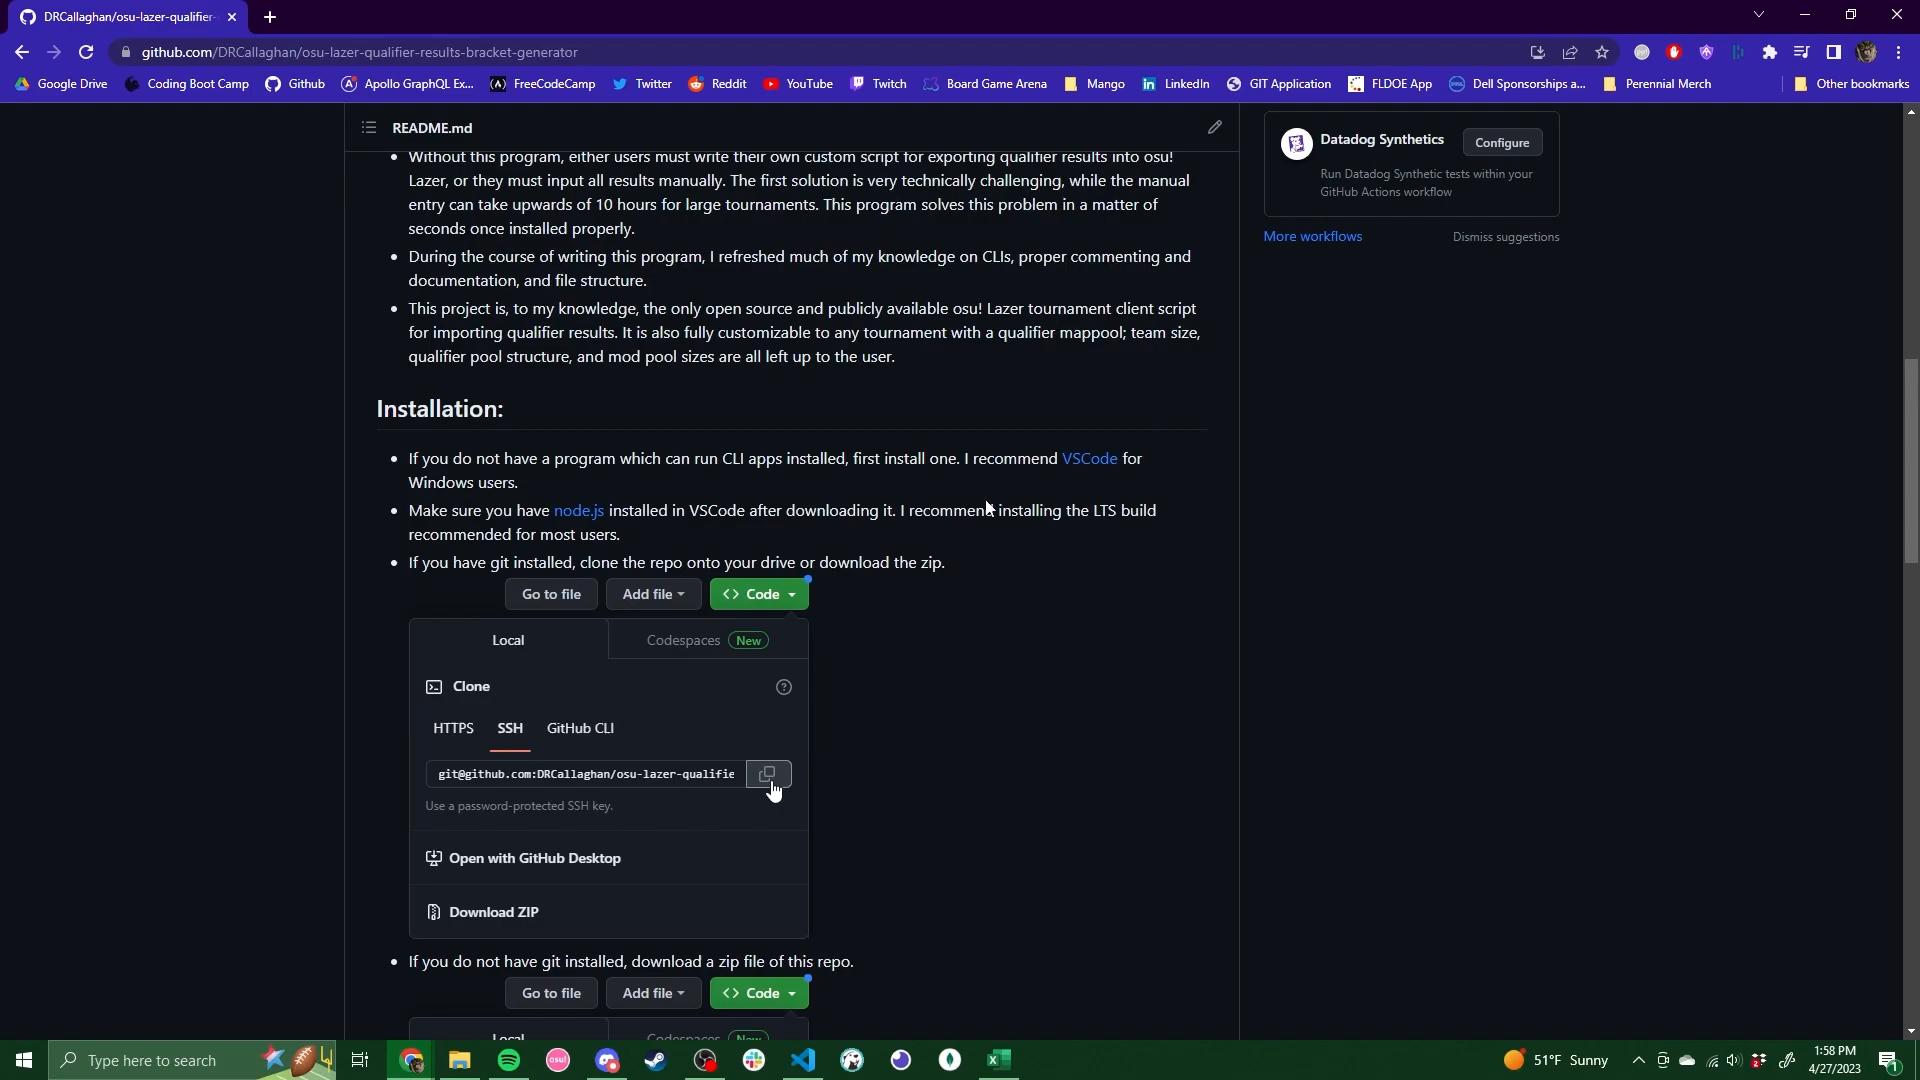 DRCallaghan/osu-lazer-qualifier-
github.com/DRCallaghan/osu-lazer-qualifier-results-bracket-generator
Google Drive
Coding Boot Camp
Github
Apollo GraphQL Ex...
FreeCodeCamp
Twitter
Reddit
YouTube
Twitch
Board Game Arena
Mango
LinkedIn
GIT Application
FLDOE App
Dell Sponsorships a...
Perennial Merch
Other bookmarks
README.md
Without this program, either users must write their own custom script for exporting qualifier results into osu!
Lazer, or they must input all results manually. The first solution is very technically challenging, while the manual
entry can take upwards of 10 hours for large tournaments. This program solves this problem in a matter of
seconds once installed properly.
During the course of writing this program, I refreshed much of my knowledge on CLIs, proper commenting and
documentation, and file structure.
This project is, to my knowledge, the only open source and publicly available osu! Lazer tournament client script
for importing qualifier results. It is also fully customizable to any tournament with a qualifier mappool; team size,
qualifier pool structure, and mod pool sizes are all left up to the user.
Datadog Synthetics
Configure
Run Datadog Synthetic tests within your
GitHub Actions workflow
More workflows
Dismiss suggestions
Installation:
If you do not have a program which can run CLI apps installed, first install one. I recommend VSCode for
Windows users.
Make sure you have node.js installed in VSCode after downloading it. I recommend installing the LTS build
recommended for most users.
If you have git installed, clone the repo onto your drive or download the zip.
Go to file
Add file
<> Code
Local
Codespaces New
Clone
HTTPS
SSH
GitHub CLI
git@github.com:DRCallaghan/osu-lazer-qualifie
Use a password-protected SSH key.
Open with GitHub Desktop
Download ZIP
If you do not have git installed, download a zip file of this repo.
Go to file
Add file
<> Code
Local
Codespaces New
Type here to search
osu!
51°F Sunny
1:58 PM
4/27/2023
1